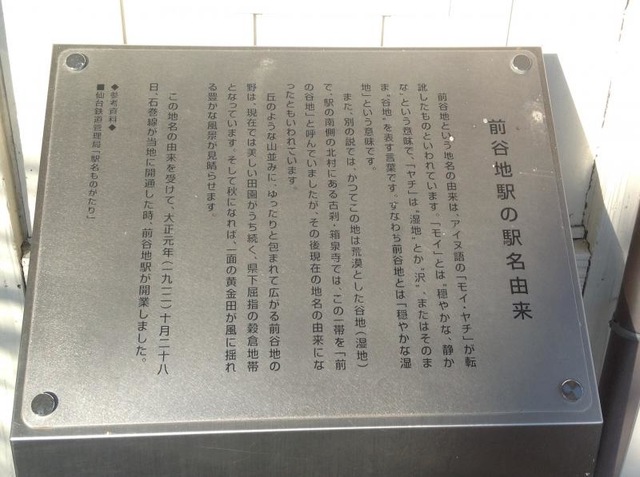 前谷地駅の駅名由来
前谷地という地名の由来は、アイヌ語の「モイ・ヤチ」が転
訛したものといわれています。「モイ」とは“穏やかな、静か
な”という意味で、「ヤチ」は“湿地”とか“沢”、またはそのま
ま“谷地”を表す言葉です。すなわち前谷地とは「穏やかな湿
地」という意味です。
また、別の説では、かつてこの地は荒漠とした谷地(湿地)
で、駅の南側の北村にある古刹・箱泉寺では、この一帯を「前
の谷地」と呼んでいましたが、その後現在の地名の由来にな
ったともいわれています。
丘のような山並みに、ゆったりと包まれて広がる前谷地の
野は、現在では美しい田園がうち続く、県下屈指の穀倉地帯
となっています。そして秋になれば、一面の黄金田が風に揺れ
る豊かな風景が見晴らせます。
この地名の由来を受けて、大正元年(一九一二)十月二十八
日、石巻線が当地に開通した時、前谷地駅が開業しました。
◆参考資料◆
■仙台鉄道管理局「駅名ものがたり」